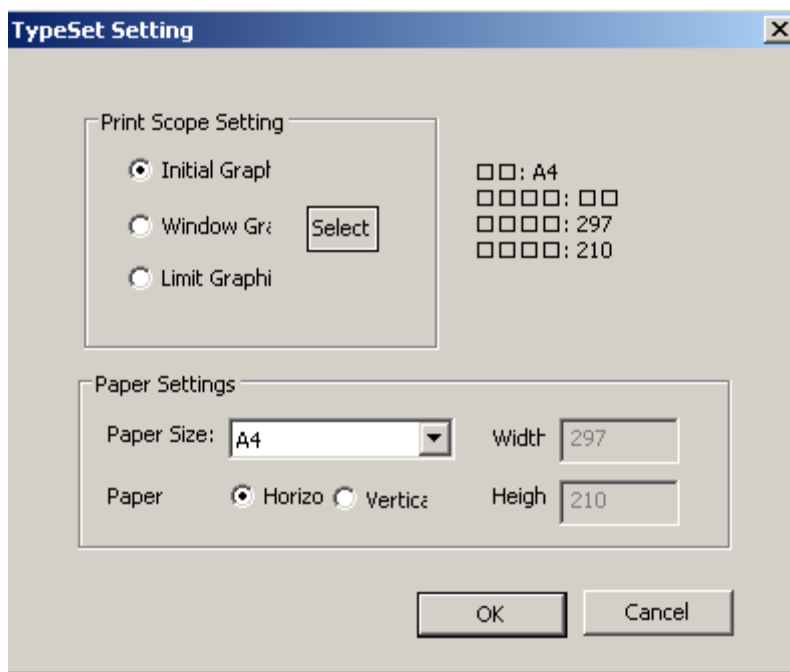 TypeSet Setting
Print Scope Setting
Initial Graph
Window Gra
Select
Limit Graphi
□□: A4
□□□□: □□
□□□□: 297
□□□□: 210
Paper Settings
Paper Size: A4
Width 297
Paper Horizo Vertica
Heigh 210
OK
Cancel